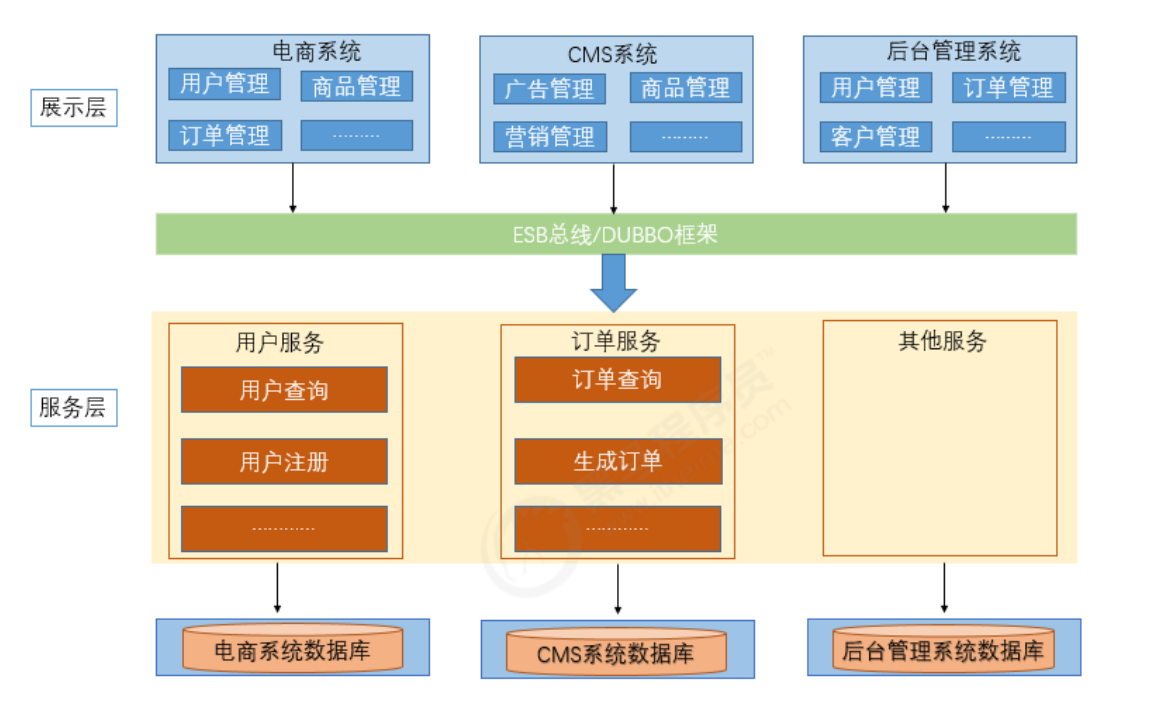 电商系统
用户管理
商品管理
订单管理
………
CMS系统
广告管理
商品管理
营销管理
………
后台管理系统
用户管理
订单管理
客户管理
………
展示层
ESB总线/DUBBO框架
服务层
用户服务
用户查询
用户注册
…………
订单服务
订单查询
生成订单
…………
其他服务
电商系统数据库
CMS系统数据库
后台管理系统数据库